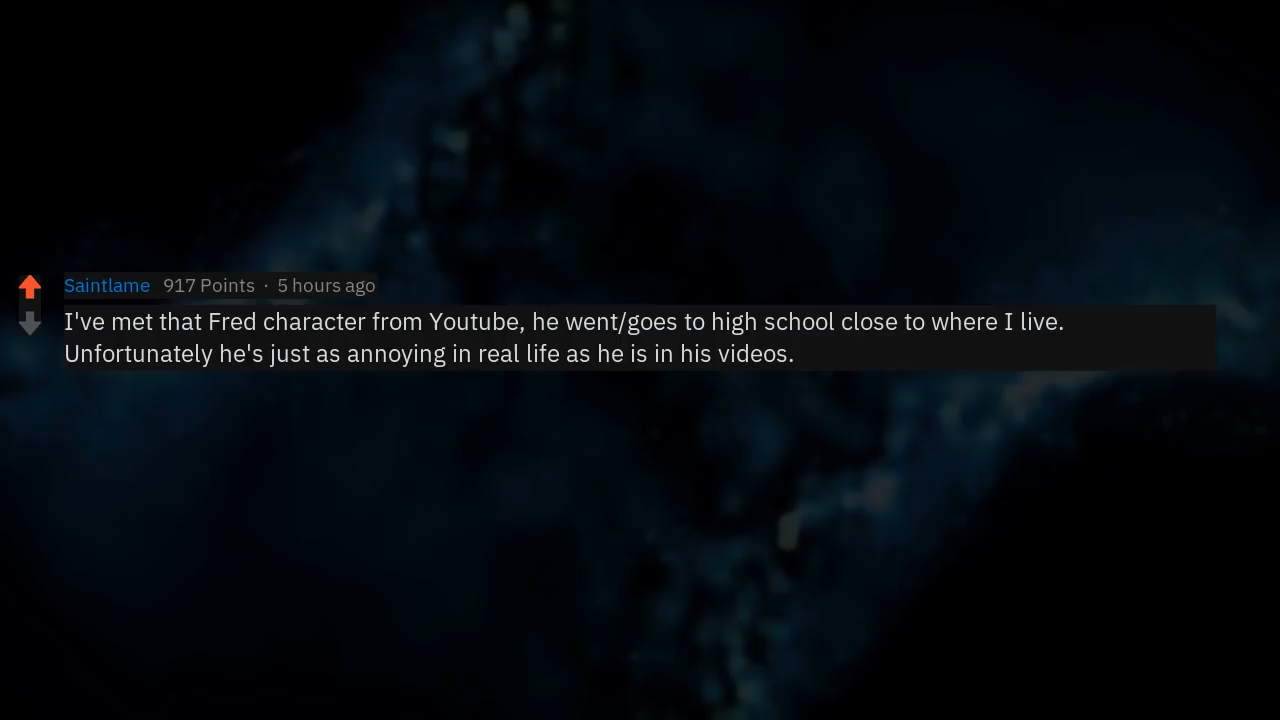 Saintlame 917 Points · 5 hours ago
I've met that Fred character from Youtube, he went/goes to high school close to where I live.
Unfortunately he's just as annoying in real life as he is in his videos.